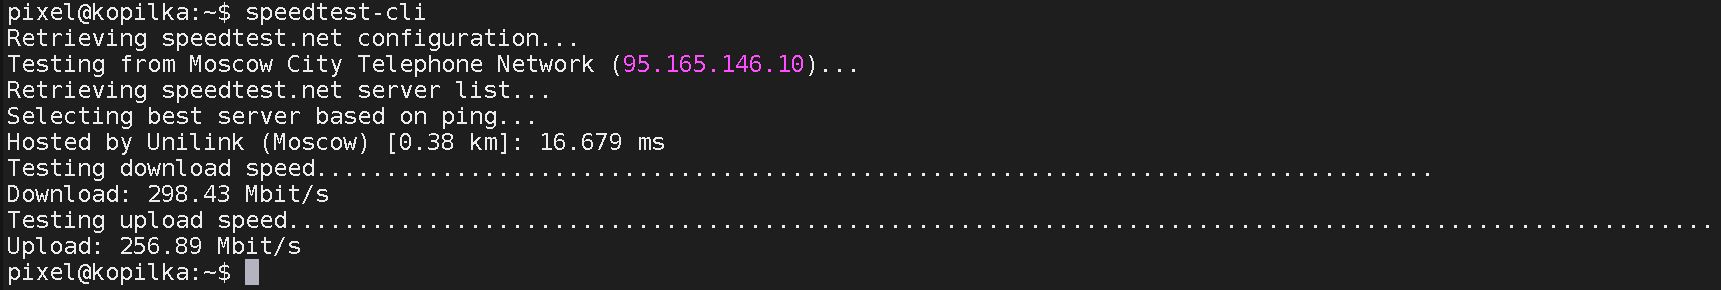 pixel@kopilka:~$ speedtest-cli
Retrieving speedtest.net configuration...
Testing from Moscow City Telephone Network (95.165.146.10)...
Retrieving speedtest.net server list...
Selecting best server based on ping...
Hosted by Unilink (Moscow) [0.38 km]: 16.679 ms
Testing download speed................................................................................
Download: 298.43 Mbit/s
Testing upload speed......................................................................................................
Upload: 256.89 Mbit/s
pixel@kopilka:~$